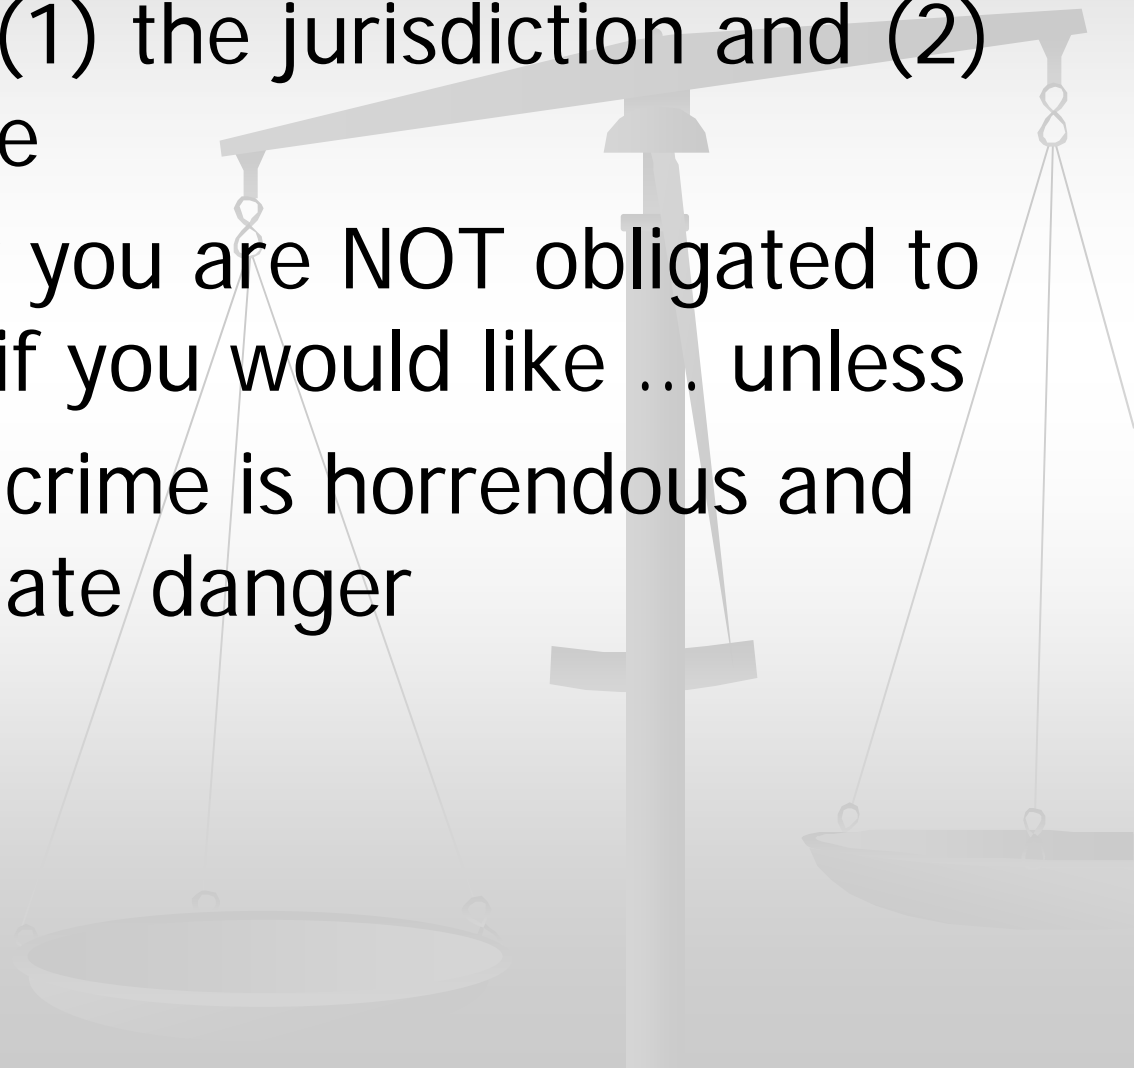 (1) the jurisdiction and (2)
e
you are NOT obligated to
if you would like … unless
crime is horrendous and
ate danger